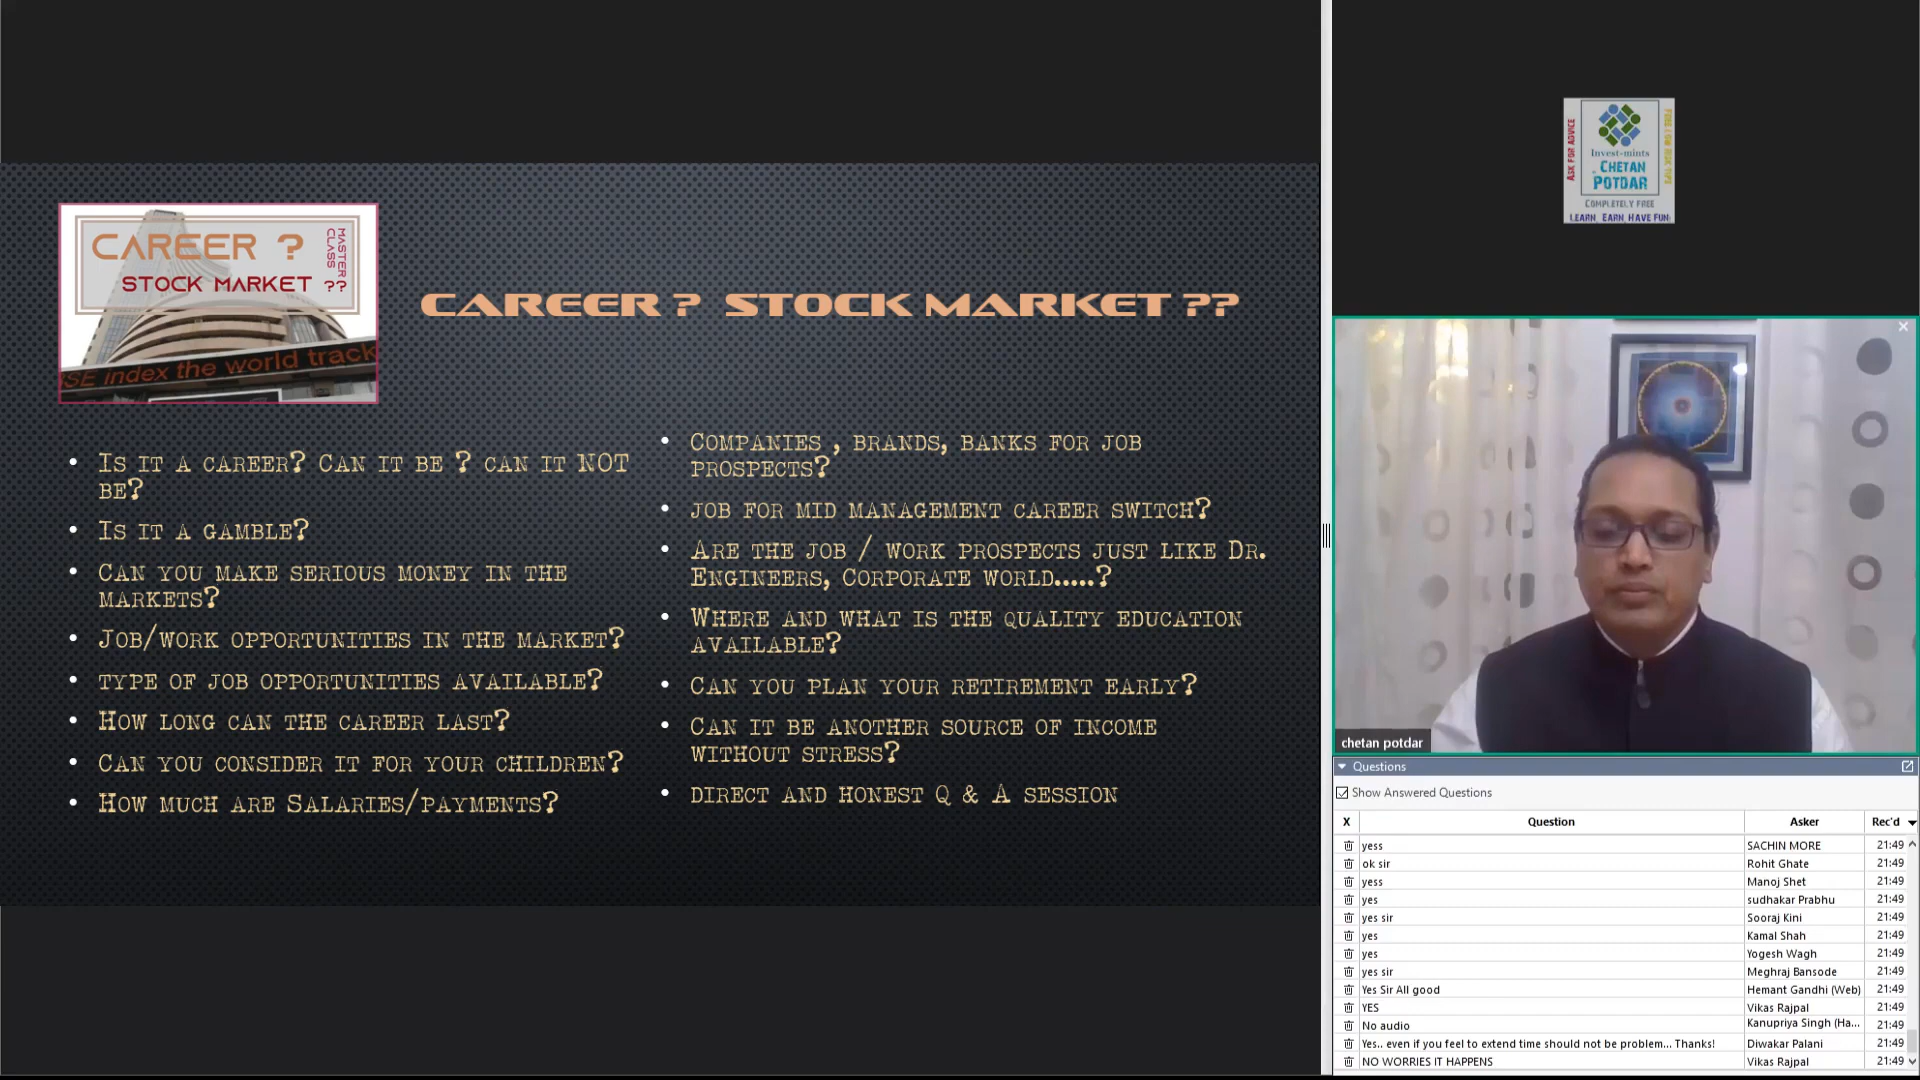 CAREER ?
STOCK MARKET ??
MASTER
CLASS
SE index the world track
CAREER ? STOCK MARKET ??
Is it a career? Can it be ? can it NOT
be?
Is it a gamble?
Can you make serious money in the
markets?
Job/work opportunities in the market?
type of job opportunities available?
How long can the career last?
Can you consider it for your children?
How much are Salaries/payments?
Companies , brands, banks for job
prospects?
job for mid management career switch?
Are the job / work prospects just like Dr.
Engineers, Corporate world.....?
Where and what is the quality education
available?
Can you plan your retirement early?
Can it be another source of income
without stress?
direct and honest Q & A session
ASK FOR ADVICE
Invest-mints
CHETAN
POTDAR
COMPLETELY FREE
LEARN, EARN, HAVE FUN
chetan potdar
Questions
Show Answered Questions
X Question Asker Rec'd
yess SACHIN MORE 21:49
ok sir Rohit Ghate 21:49
yess Manoj Shet 21:49
yes sudhakar Prabhu 21:49
yes sir Sooraj Kini 21:49
yes Kamal Shah 21:49
yes Yogesh Wagh 21:49
yes sir Meghraj Bansode 21:49
Yes Sir All good Hemant Gandhi (Web) 21:49
YES Vikas Rajpal 21:49
No audio Kanupriya Singh (Ha... 21:49
Yes.. even if you feel to extend time should not be problem... Thanks! Diwakar Palani 21:49
NO WORRIES IT HAPPENS Vikas Rajpal 21:49